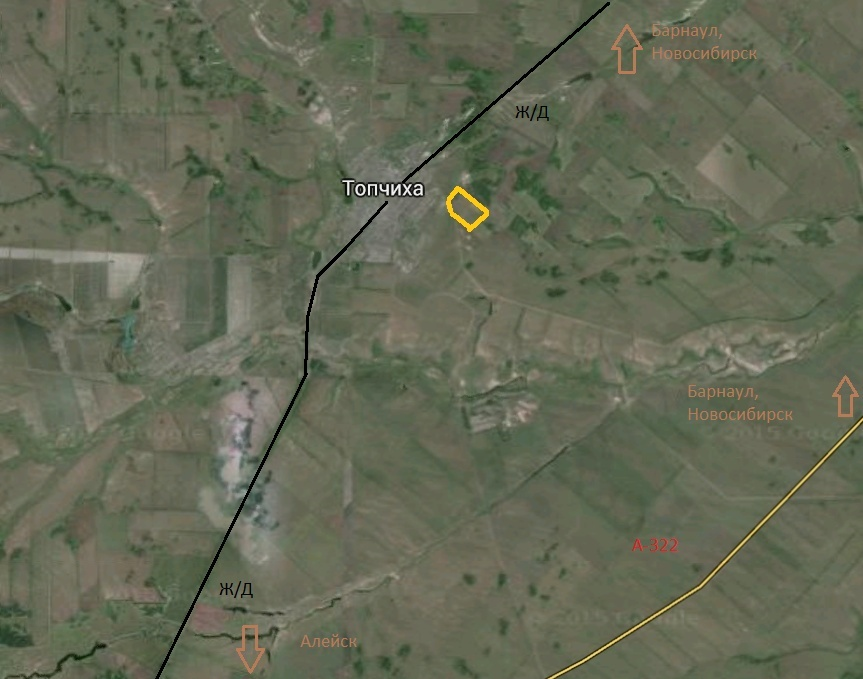 Барнаул,
Новосибирск
Ж/Д
Топчиха
Барнаул,
Новосибирск
А-322
Ж/Д
Алейск